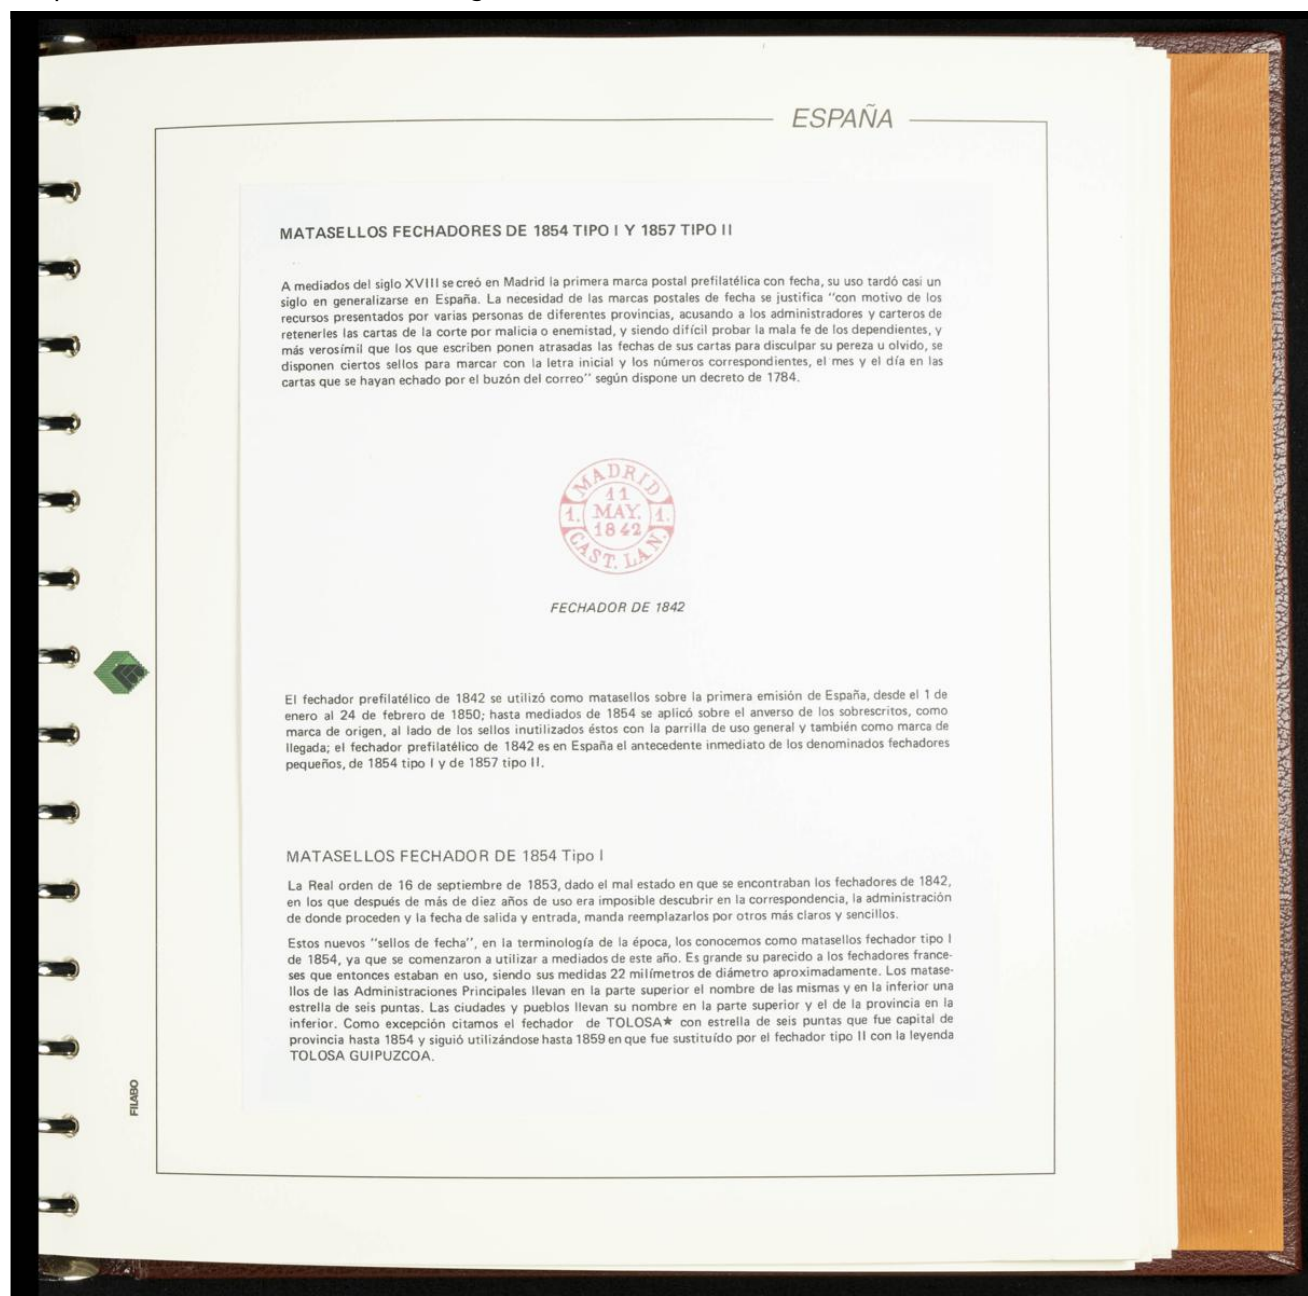 ESPAÑA
MATASELLOS FECHADORES DE 1854 TIPO I Y 1857 TIPO II
A mediados del siglo XVIII se creó en Madrid la primera marca postal prefilatélica con fecha, su uso tardó casi un
siglo en generalizarse en España. La necesidad de las marcas postales de fecha se justifica "con motivo de los
recursos presentados por varias personas de diferentes provincias, acusando a los administradores y carteros de
retenerles las cartas de la corte por malicia o enemistad, y siendo difícil probar la mala fe de los dependientes, y
más verosímil que los que escriben ponen atrasadas las fechas de sus cartas para disculpar su pereza u olvido, se
disponen ciertos sellos para marcar con la letra inicial y los números correspondientes, el mes y el día en las
cartas que se hayan echado por el buzón del correo" según dispone un decreto de 1784.
MADRID
11
1. MAY. 1.
1842
CAST. LAN.
FECHADOR DE 1842
El fechador prefilatélico de 1842 se utilizó como matasellos sobre la primera emisión de España, desde el 1 de
enero al 24 de febrero de 1850; hasta mediados de 1854 se aplicó sobre el anverso de los sobrescritos, como
marca de origen, al lado de los sellos inutilizados éstos con la parrilla de uso general y también como marca de
llegada; el fechador prefilatélico de 1842 es en España el antecedente inmediato de los denominados fechadores
pequeños, de 1854 tipo I y de 1857 tipo II.
MATASELLOS FECHADOR DE 1854 Tipo I
La Real orden de 16 de septiembre de 1853, dado el mal estado en que se encontraban los fechadores de 1842,
en los que después de más de diez años de uso era imposible descubrir en la correspondencia, la administración
de donde proceden y la fecha de salida y entrada, manda reemplazarlos por otros más claros y sencillos.
Estos nuevos "sellos de fecha", en la terminología de la época, los conocemos como matasellos fechador tipo I
de 1854, ya que se comenzaron a utilizar a mediados de este año. Es grande su parecido a los fechadores france-
ses que entonces estaban en uso, siendo sus medidas 22 milímetros de diámetro aproximadamente. Los matase-
llos de las Administraciones Principales llevan en la parte superior el nombre de las mismas y en la inferior una
estrella de seis puntas. Las ciudades y pueblos llevan su nombre en la parte superior y el de la provincia en la
inferior. Como excepción citamos el fechador de TOLOSA★ con estrella de seis puntas que fue capital de
provincia hasta 1854 y siguió utilizándose hasta 1859 en que fue sustituído por el fechador tipo II con la leyenda
TOLOSA GUIPUZCOA.
FILABO